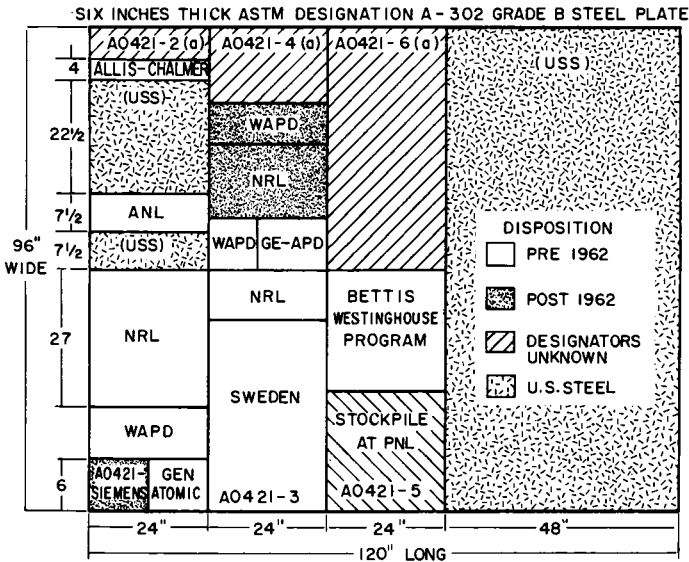 SIX INCHES THICK ASTM DESIGNATION A-302 GRADE B STEEL PLATE
A0421-2 (a)
A0421-4 (a)
A0421-6 (a)
(USS)
4
ALLIS-CHALMER
(USS)
22½
WAPD
NRL
7½
ANL
7½
(USS)
WAPD
GE-APD
96"
WIDE
DISPOSITION
PRE 1962
POST 1962
DESIGNATORS
UNKNOWN
U.S. STEEL
27
NRL
NRL
SWEDEN
BETTIS
WESTINGHOUSE
PROGRAM
WAPD
STOCKPILE
AT PNL
6
A0421-
SIEMENS
GEN
ATOMIC
A0421-3
A0421-5
24"
24"
24"
48"
120" LONG